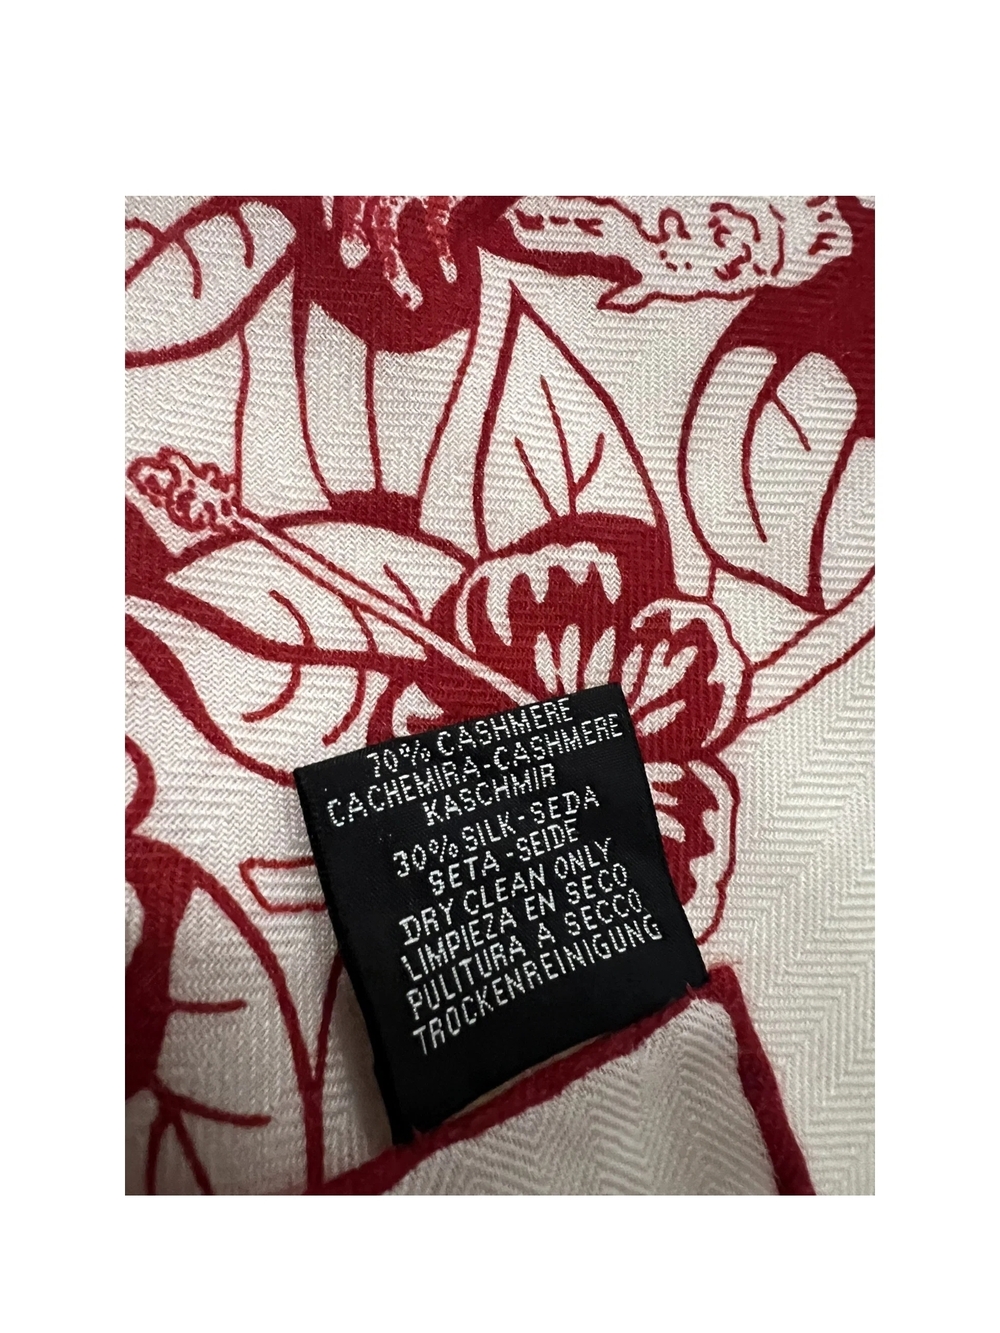 70% CASHMERE
CACHEMIRA-CASHMERE
KASCHMIR
30% SILK-SEDA
SETA-SEIDE
DRY CLEAN ONLY
LIMPIEZA EN SECO
PULITURA A SECCO
TROCKENREINIGUNG